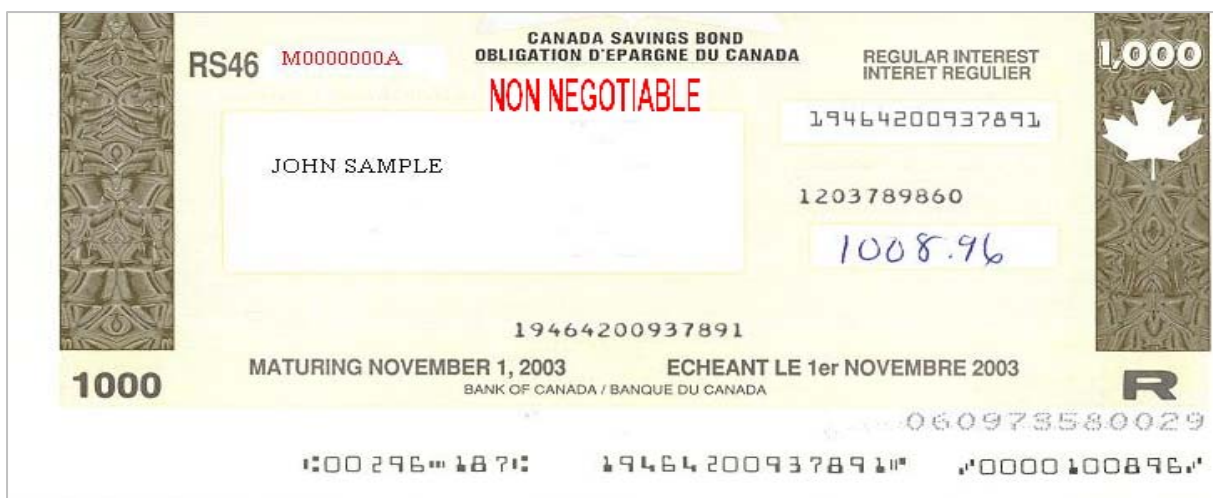 CANADA SAVINGS BOND
OBLIGATION D'EPARGNE DU CANADA
RS46 M0000000A
REGULAR INTEREST
INTERET REGULIER
1,000
NON NEGOTIABLE
19464200937891
JOHN SAMPLE
1203789860
1008.96
19464200937891
MATURING NOVEMBER 1, 2003 ECHEANT LE 1er NOVEMBRE 2003
1000
BANK OF CANADA / BANQUE DU CANADA
R
060973580029
⑆00296⑉187⑆ 19464200937891⑈ ⑇0000100896⑇